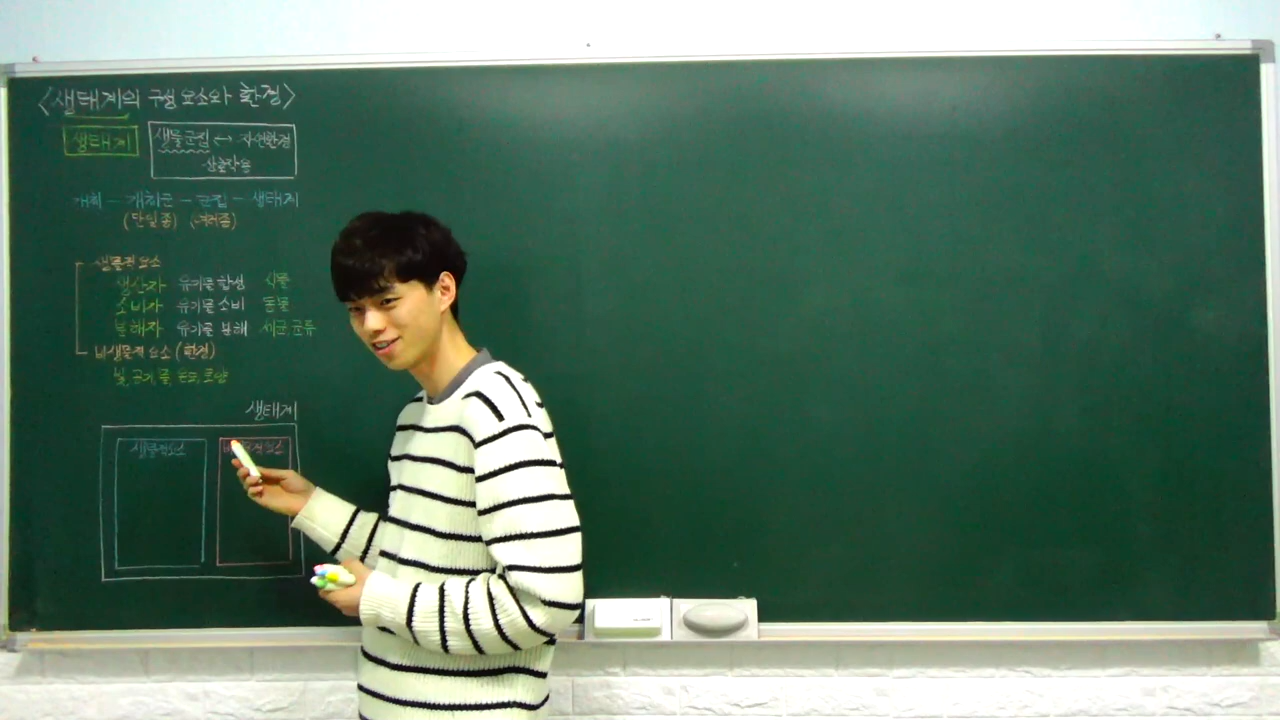 <생태계의 구성 요소와 환경>
생태계 생물군집 ↔ 자연환경
상호작용
개체 - 개체군 - 군집 - 생태계
(단일종) (여러종)
생물적 요소
생산자 유기물 합성 식물
소비자 유기물 소비 동물
분해자 유기물 분해 세균, 균류
비생물적 요소 (환경)
빛, 공기, 물, 온도, 토양
생태계
생물적요소 비생물적요소